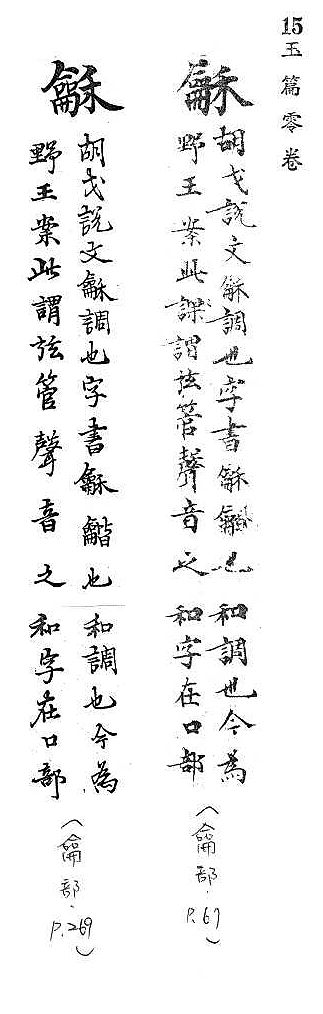 15 玉篇零卷
龢
胡戈說文龢調也字書龢龤也
野王案此課謂弦管聲音之
和調也今為
和字在口部
(龠部.P.67)
龢
胡戈說文龢調也字書龢龤也
野王案此謂弦管聲音之
和調也今為
和字在口部
(龠部.P.269)